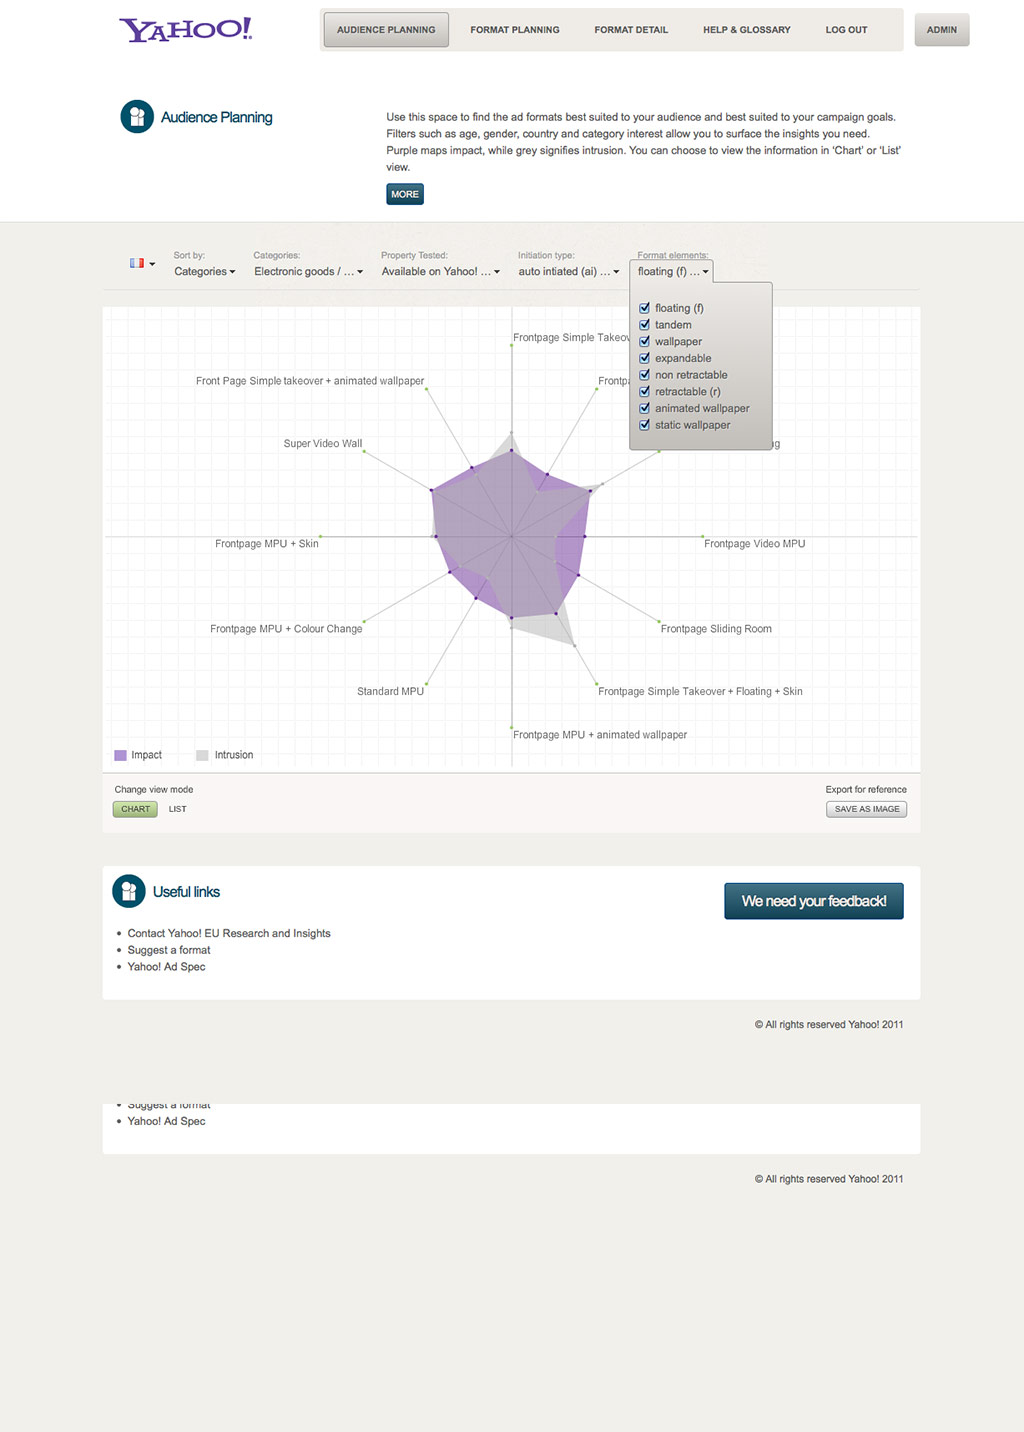 YAHOO!
AUDIENCE PLANNING
FORMAT PLANNING
FORMAT DETAIL
HELP & GLOSSARY
LOG OUT
ADMIN
Audience Planning
Use this space to find the ad formats best suited to your audience and best suited to your campaign goals.
Filters such as age, gender, country and category interest allow you to surface the insights you need.
Purple maps impact, while grey signifies intrusion. You can choose to view the information in ‘Chart’ or ‘List’
view.
MORE
Sort by:
Categories
Categories:
Electronic goods / ...
Property Tested:
Available on Yahoo! ...
Initiation type:
auto intiated (ai) ...
Format elements:
floating (f) ...
floating (f)
tandem
wallpaper
expandable
non retractable
retractable (r)
animated wallpaper
static wallpaper
Frontpage Simple
Front Page Simple takeover + animated wallpaper
Super Video Wall
Frontpage MPU + Skin
Frontpage Video MPU
Frontpage MPU + Colour Change
Frontpage Sliding Room
Standard MPU
Frontpage Simple Takeover + Floating + Skin
Frontpage MPU + animated wallpaper
Impact
Intrusion
Change view mode
CHART
LIST
Export for reference
SAVE AS IMAGE
Useful links
We need your feedback!
• Contact Yahoo! EU Research and Insights
• Suggest a format
• Yahoo! Ad Spec
© All rights reserved Yahoo! 2011
• Suggest a format
• Yahoo! Ad Spec
© All rights reserved Yahoo! 2011